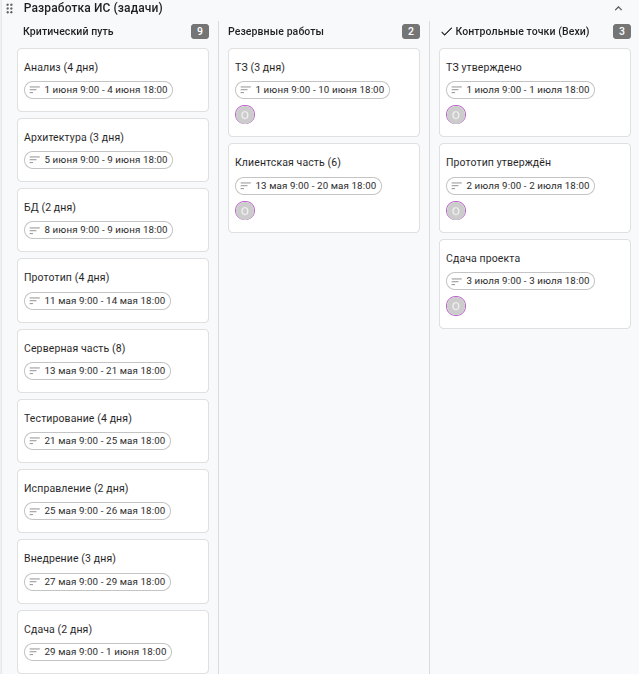 Разработка ИС (задачи)
Критический путь 9
Анализ (4 дня)
1 июня 9:00 - 4 июня 18:00
Архитектура (3 дня)
5 июня 9:00 - 9 июня 18:00
БД (2 дня)
8 июня 9:00 - 9 июня 18:00
Прототип (4 дня)
11 мая 9:00 - 14 мая 18:00
Серверная часть (8)
13 мая 9:00 - 21 мая 18:00
Тестирование (4 дня)
21 мая 9:00 - 25 мая 18:00
Исправление (2 дня)
25 мая 9:00 - 26 мая 18:00
Внедрение (3 дня)
27 мая 9:00 - 29 мая 18:00
Сдача (2 дня)
29 мая 9:00 - 1 июня 18:00
Резервные работы 2
ТЗ (3 дня)
1 июня 9:00 - 10 июня 18:00
О
Клиентская часть (6)
13 мая 9:00 - 20 мая 18:00
О
Контрольные точки (Вехи) 3
ТЗ утверждено
1 июля 9:00 - 1 июля 18:00
О
Прототип утверждён
2 июля 9:00 - 2 июля 18:00
О
Сдача проекта
3 июля 9:00 - 3 июля 18:00
О